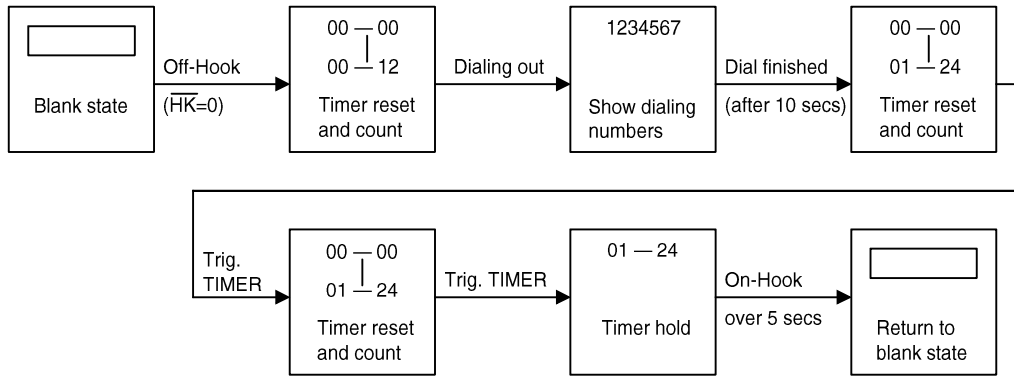 Blank state
Off-Hook
(H̅K̅=0)
00 — 00
00 — 12
Timer reset
and count
Dialing out
1234567
Show dialing
numbers
Dial finished
(after 10 secs)
00 — 00
01 — 24
Timer reset
and count
Trig.
TIMER
00 — 00
01 — 24
Timer reset
and count
Trig. TIMER
01 — 24
Timer hold
On-Hook
over 5 secs
Return to
blank state